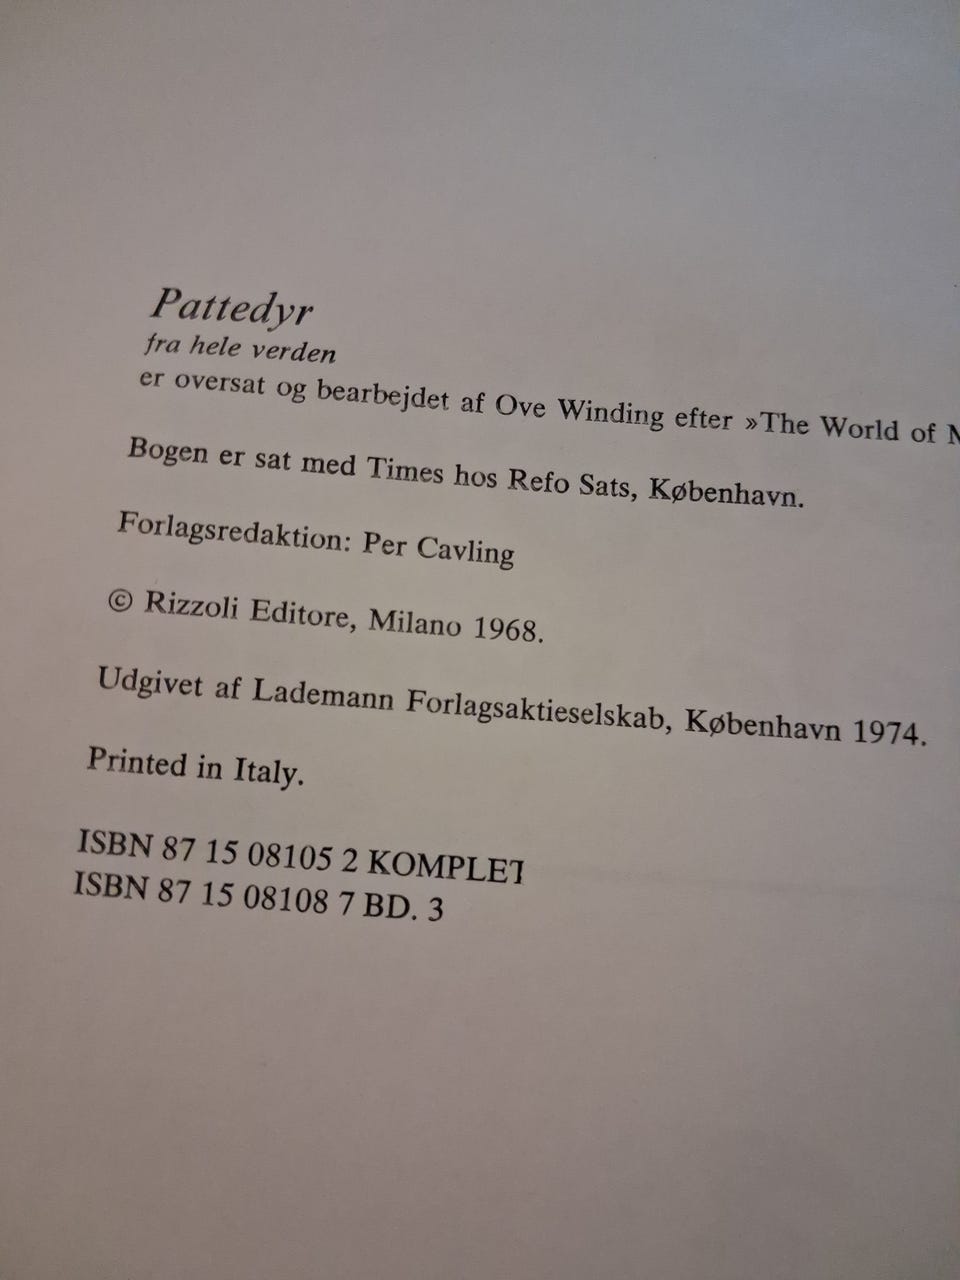 Pattedyr
fra hele verden
er oversat og bearbejdet af Ove Winding efter »The World of
Bogen er sat med Times hos Refo Sats, København.
Forlagsredaktion: Per Cavling
© Rizzoli Editore, Milano 1968.
Udgivet af Lademann Forlagsaktieselskab, København 1974.
Printed in Italy.
ISBN 87 15 08105 2 KOMPLET
ISBN 87 15 08108 7 BD. 3